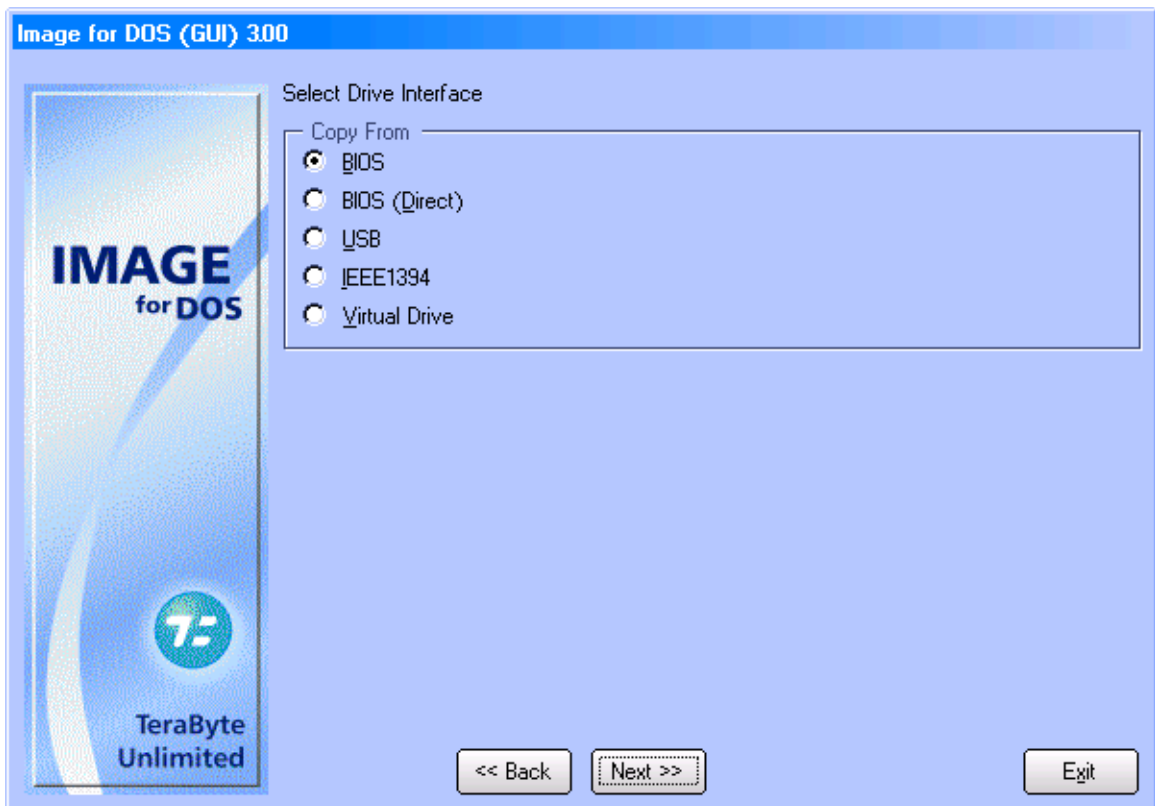 Image for DOS (GUI) 3.00
Select Drive Interface
Copy From
BIOS
BIOS (Direct)
USB
IEEE1394
Virtual Drive
IMAGE
for DOS
TeraByte
Unlimited
<< Back
Next >>
Exit